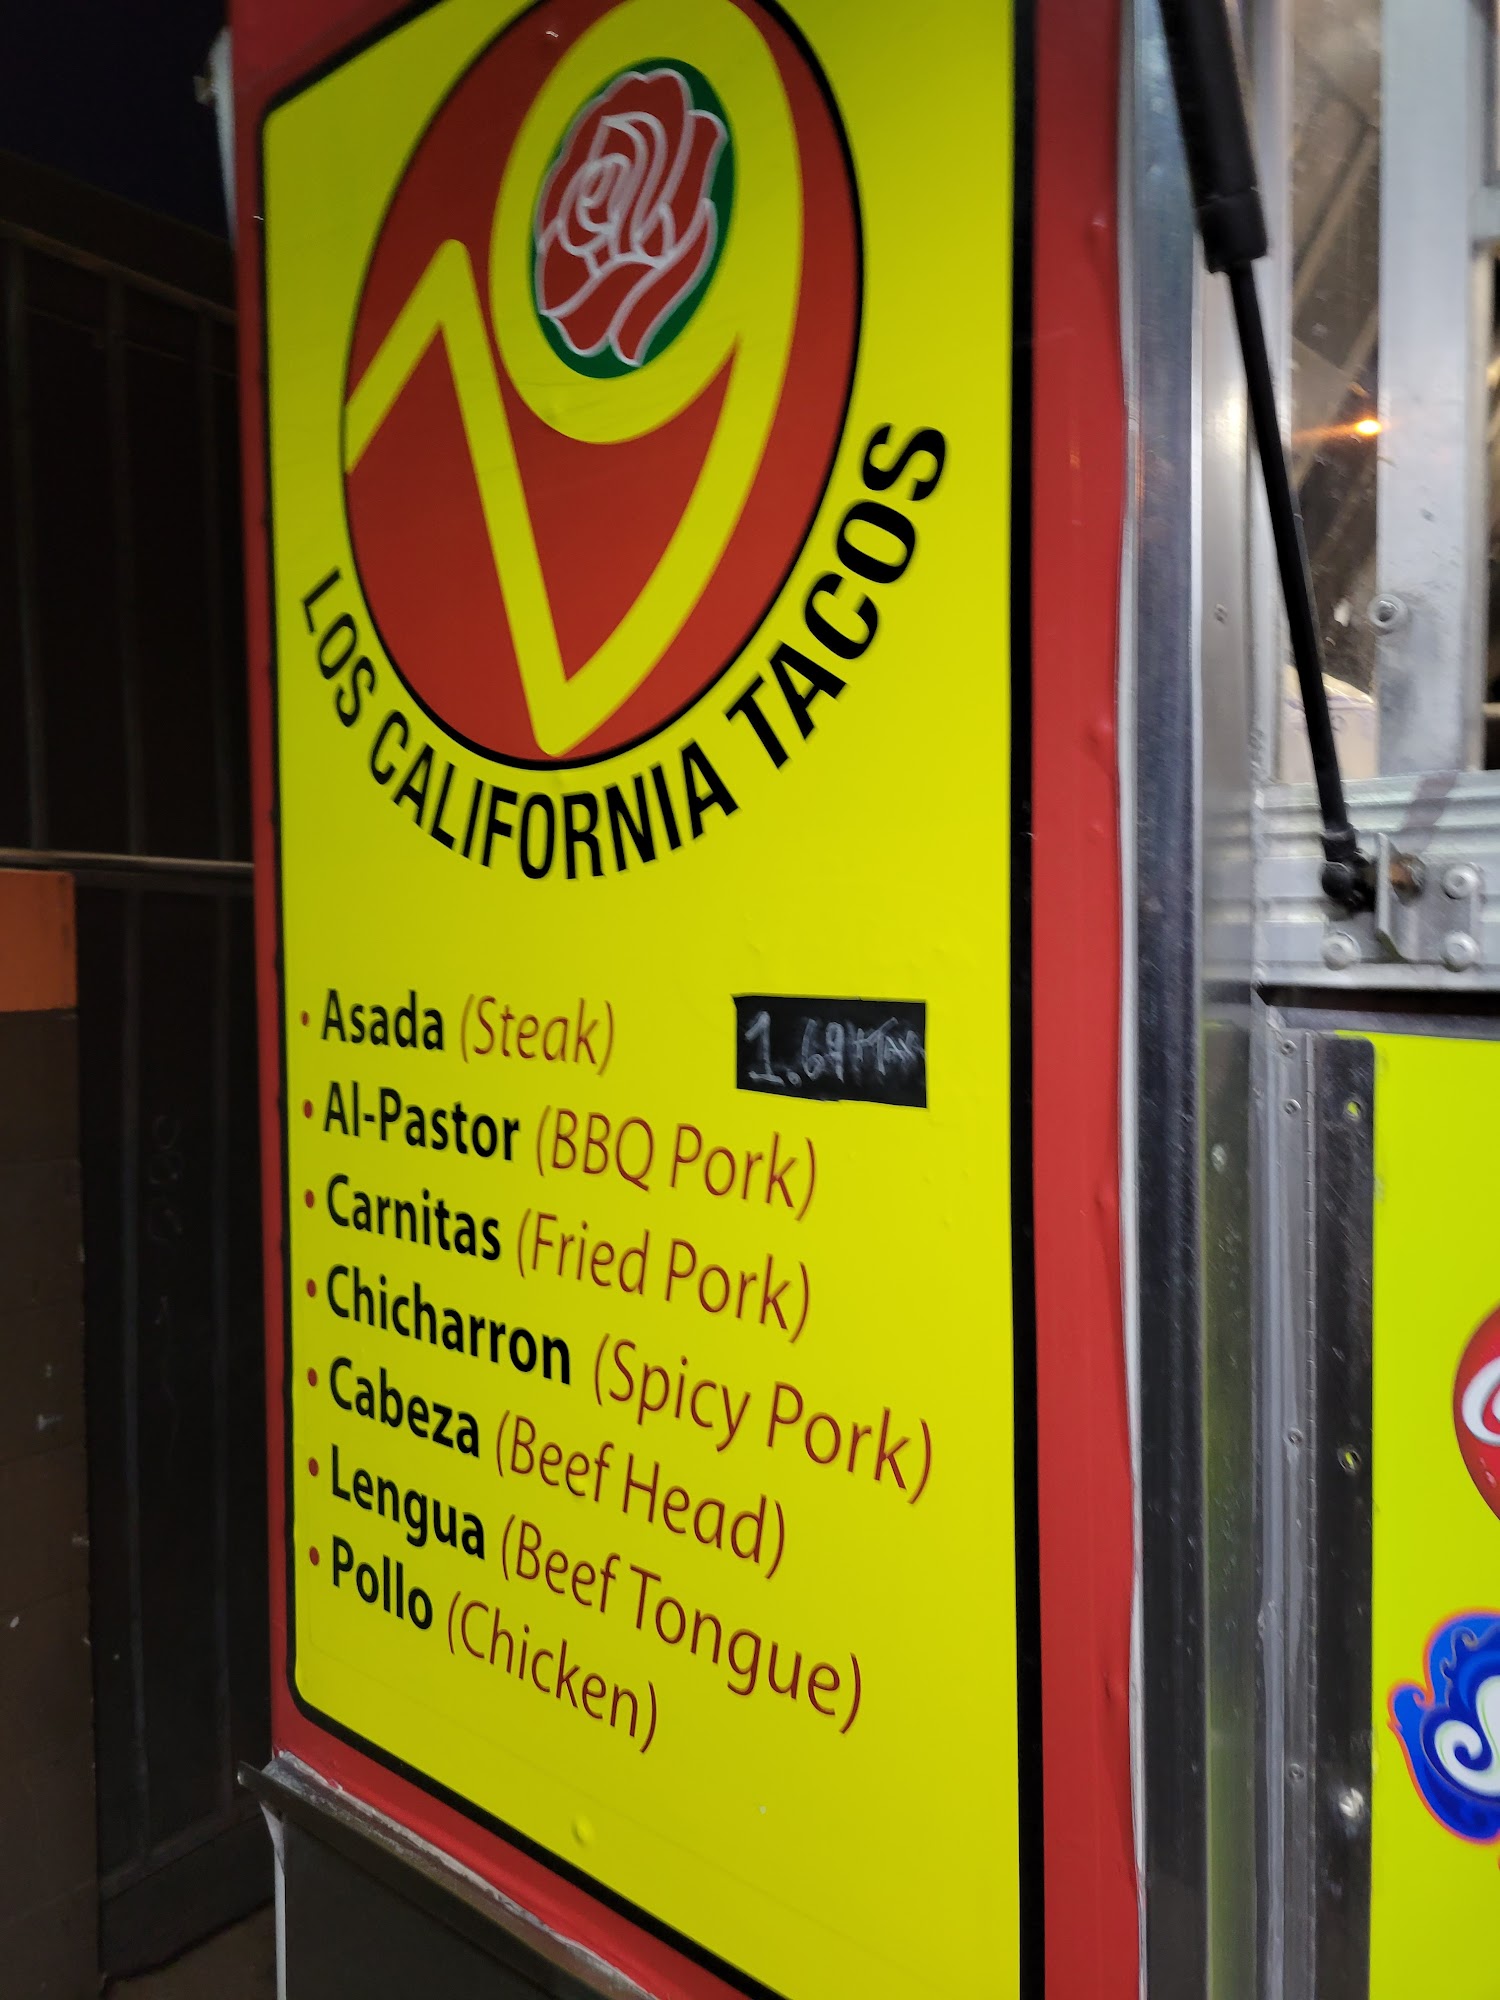 LOS CALIFORNIA TACOS
• Asada (Steak) 1.69+TAX
• Al-Pastor (BBQ Pork)
• Carnitas (Fried Pork)
• Chicharron (Spicy Pork)
• Cabeza (Beef Head)
• Lengua (Beef Tongue)
• Pollo (Chicken)